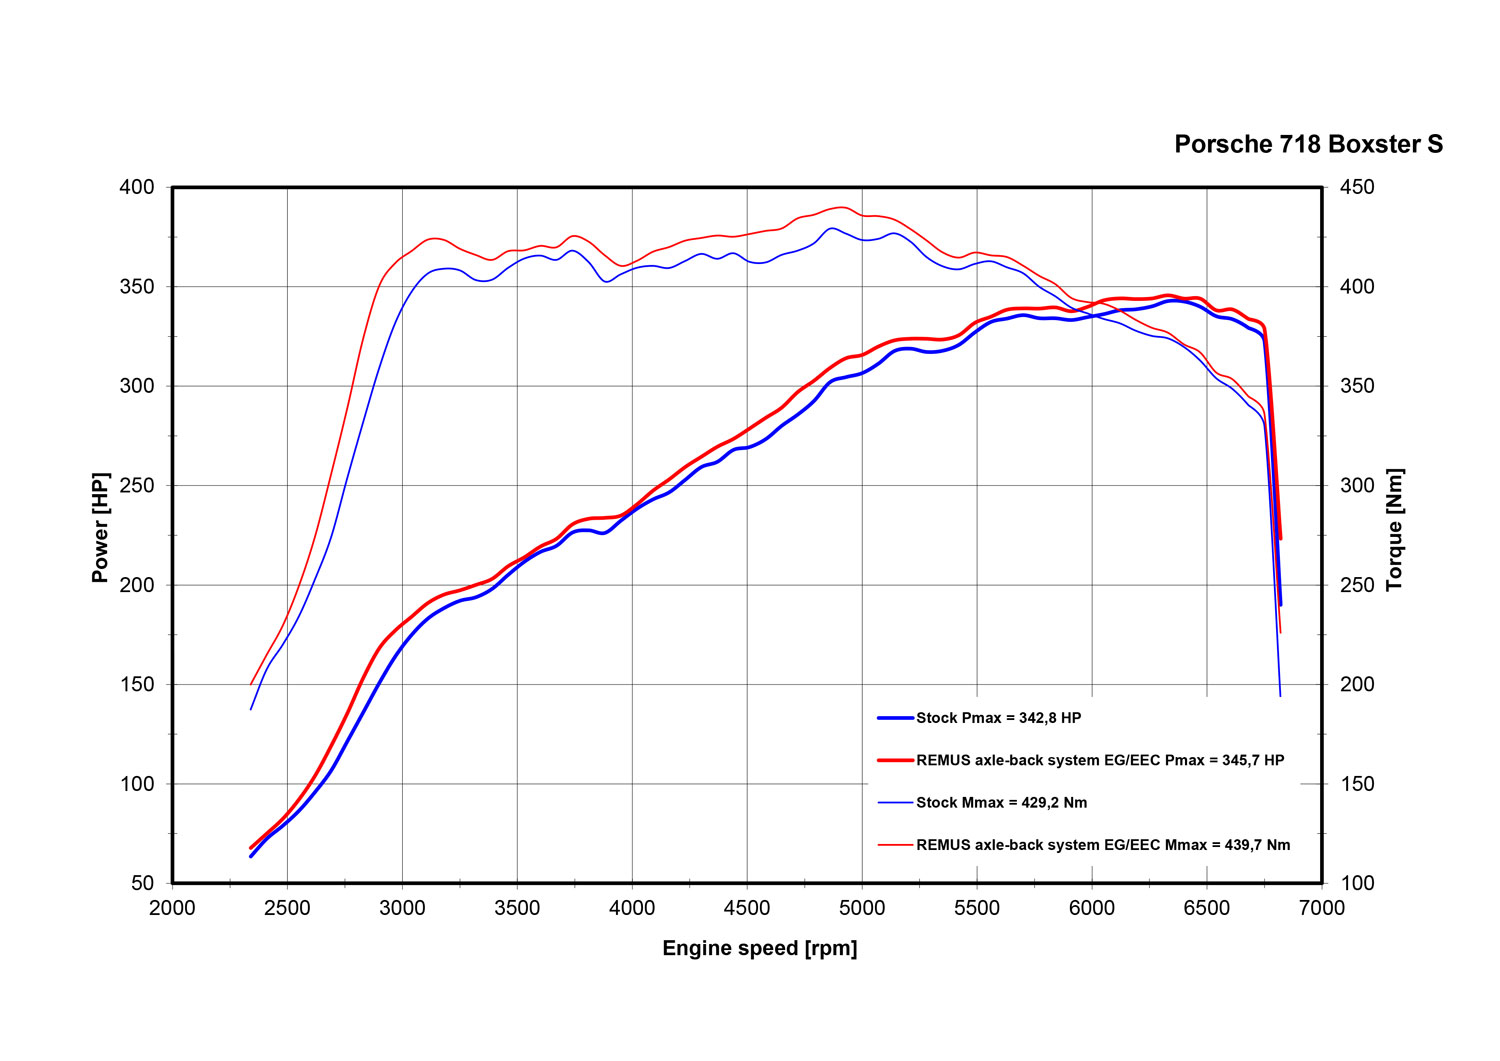 Porsche 718 Boxster S
400
350
300
250
200
150
100
50
Power [HP]
450
400
350
300
250
200
150
100
Torque [Nm]
Stock Pmax = 342,8 HP
REMUS axle-back system EG/EEC Pmax = 345,7 HP
Stock Mmax = 429,2 Nm
REMUS axle-back system EG/EEC Mmax = 439,7 Nm
2000 2500 3000 3500 4000 4500 5000 5500 6000 6500 7000
Engine speed [rpm]